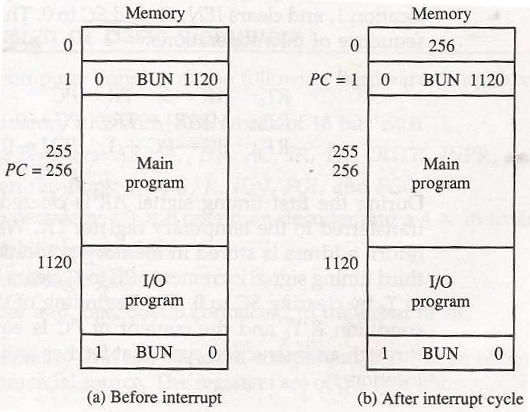 Memory
0
1 0 BUN 1120
255
PC = 256
Main
program
1120
I/O
program
1 BUN 0
(a) Before interrupt
Memory
0 256
PC = 1 0 BUN 1120
255
256
Main
program
1120
I/O
program
1 BUN 0
(b) After interrupt cycle